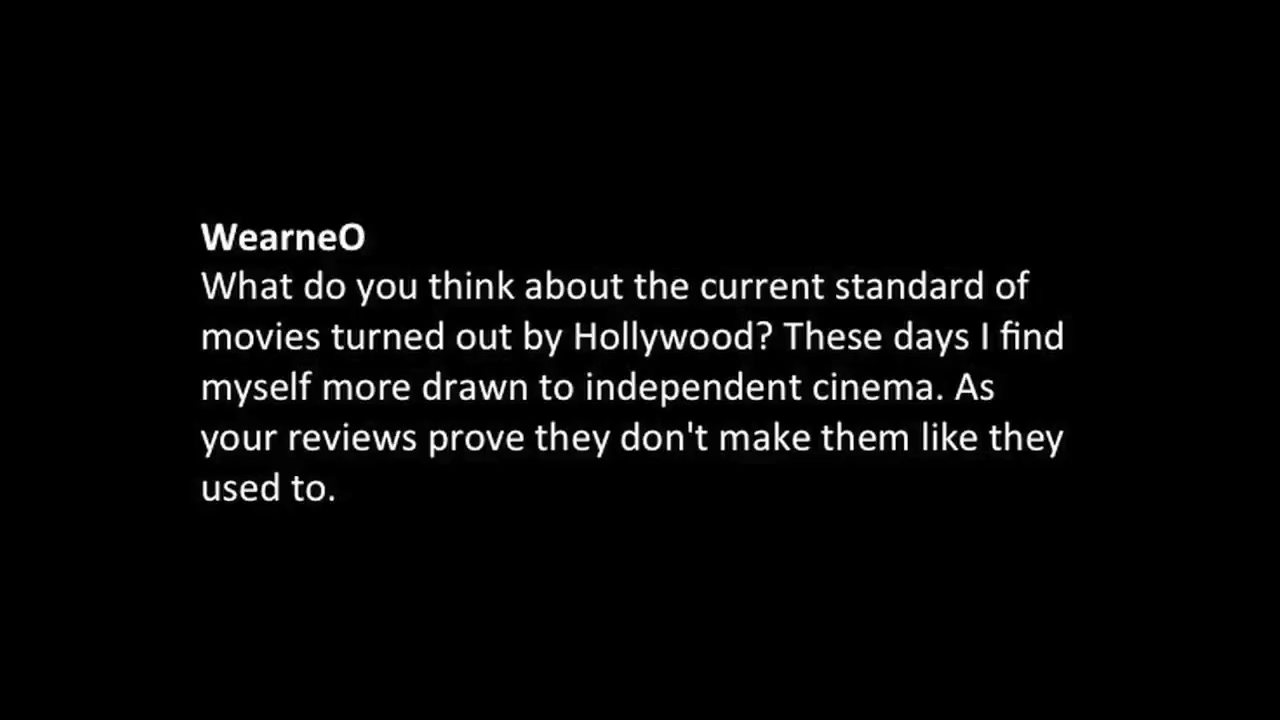 WearneO
What do you think about the current standard of
movies turned out by Hollywood? These days I find
myself more drawn to independent cinema. As
your reviews prove they don't make them like they
used to.